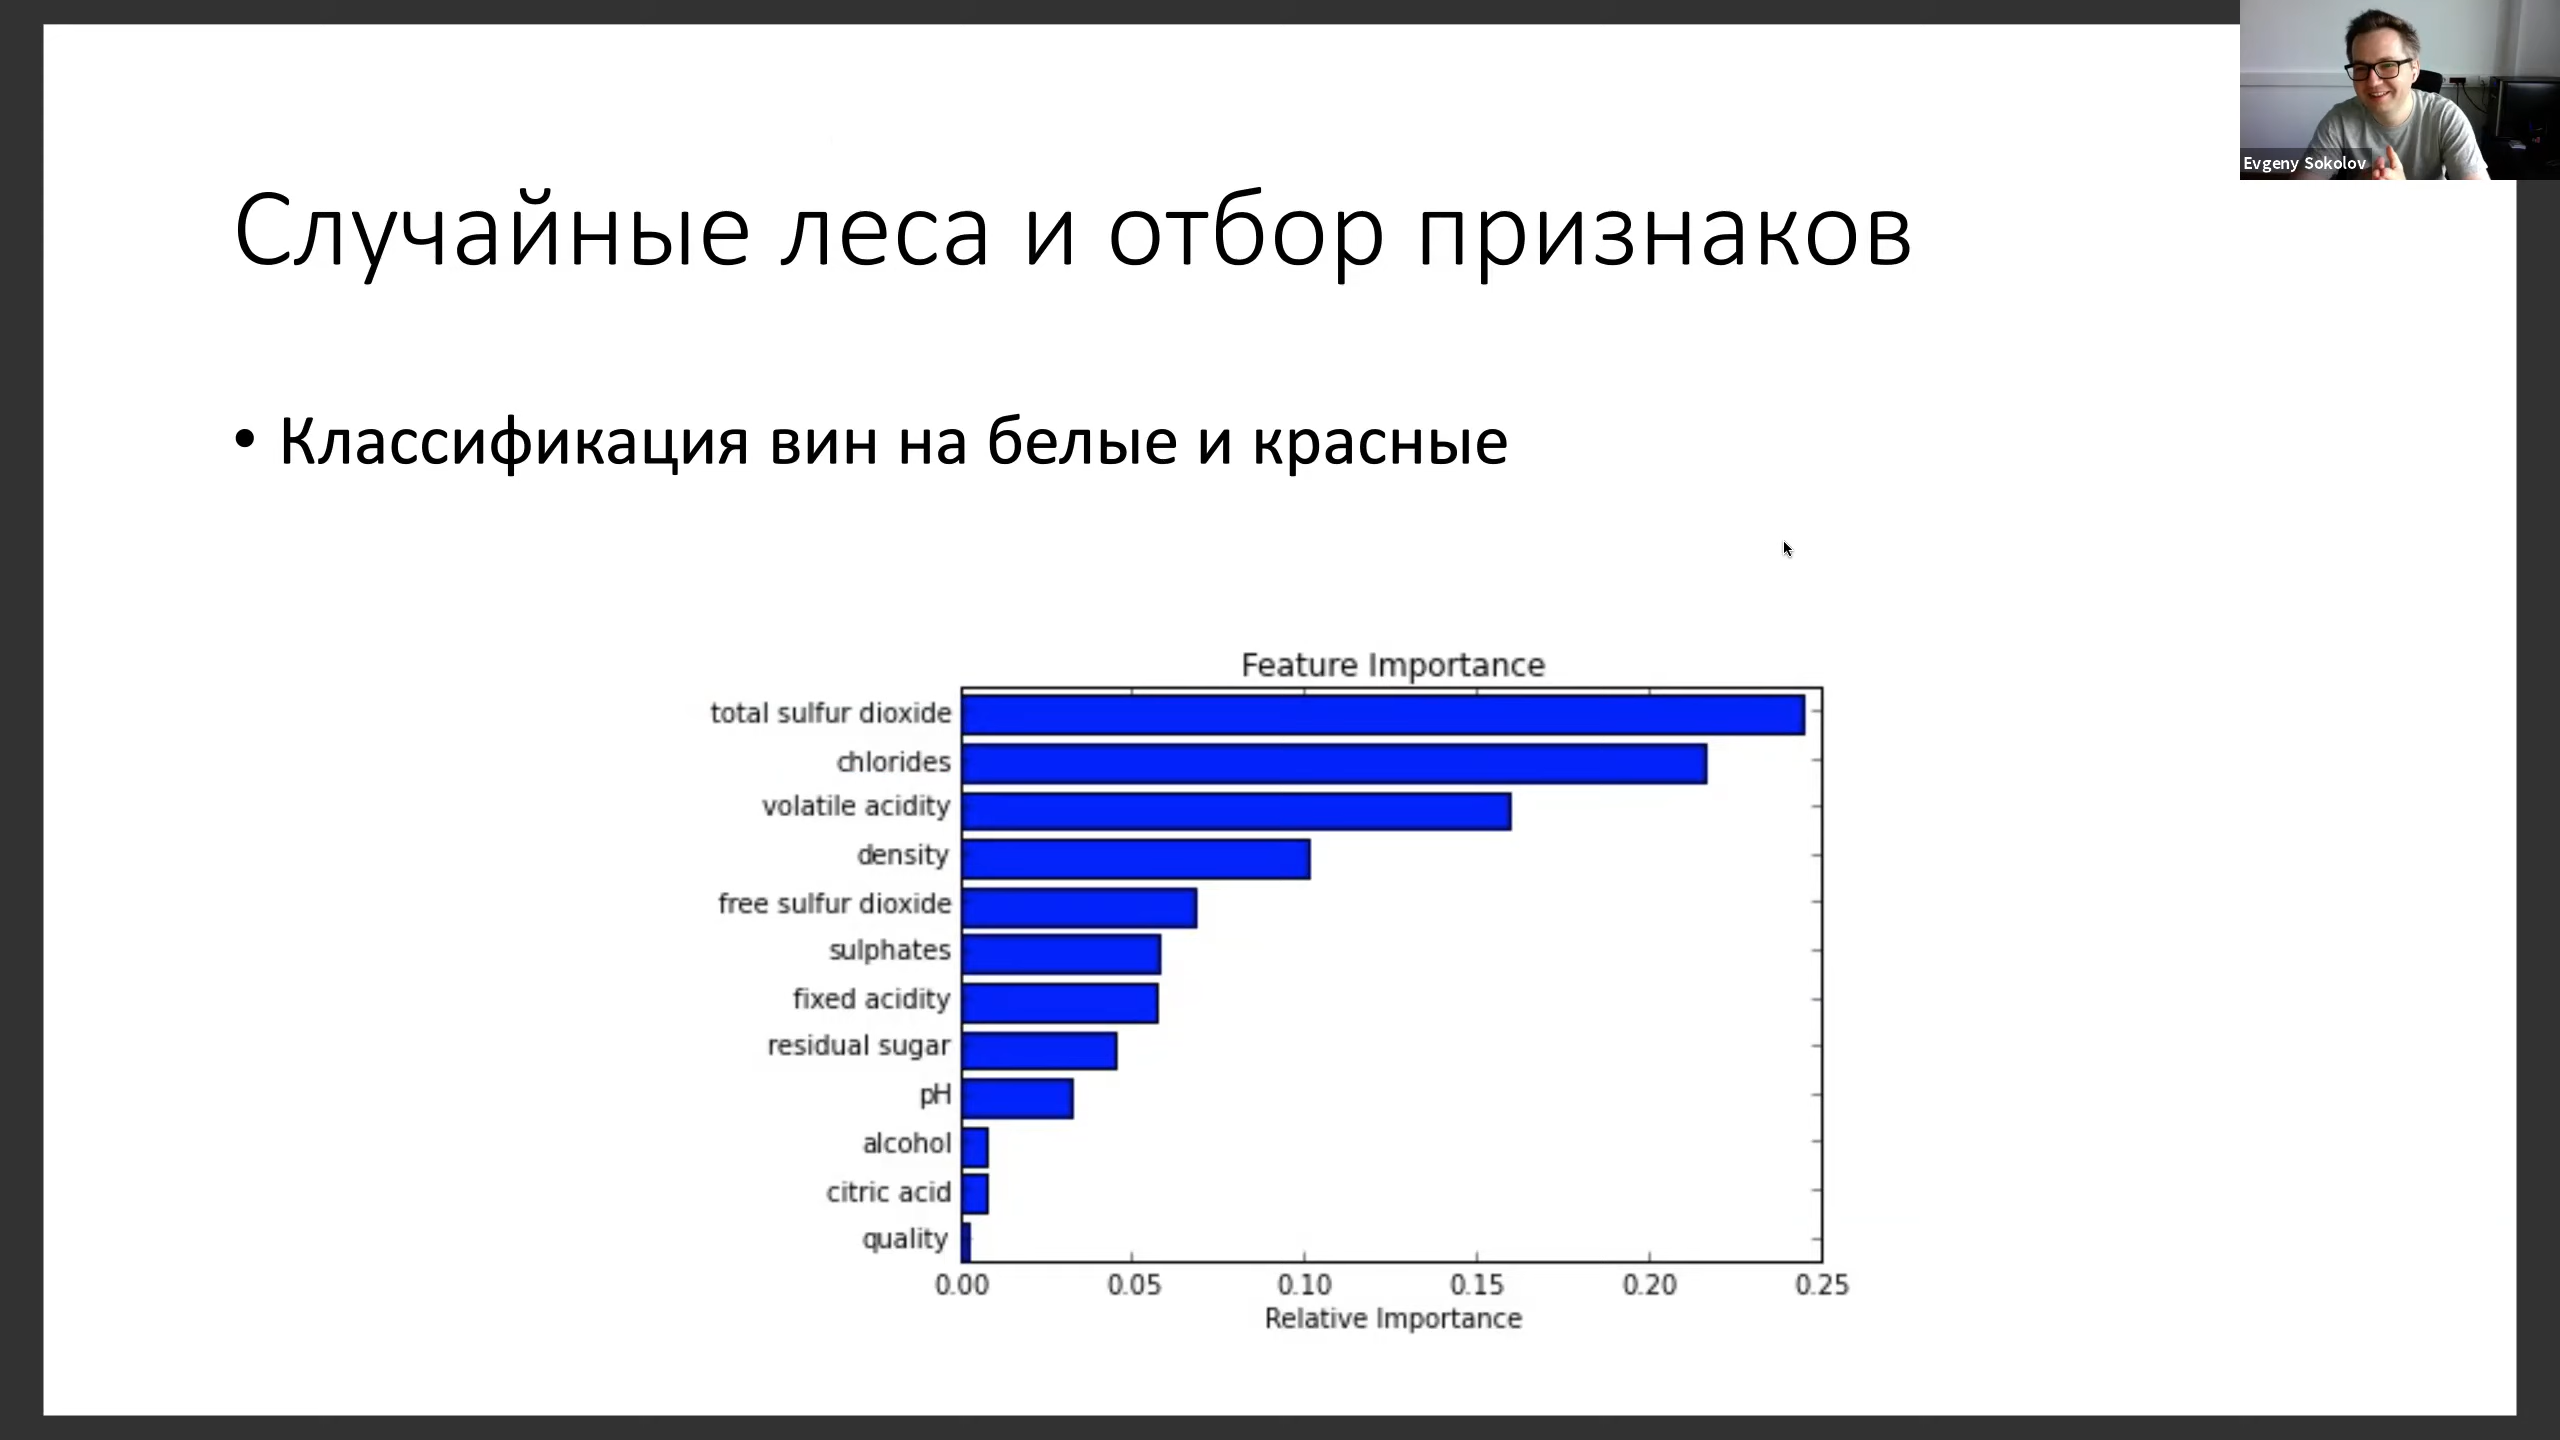 Evgeny Sokolov
Случайные леса и отбор признаков
• Классификация вин на белые и красные
Feature Importance
total sulfur dioxide
chlorides
volatile acidity
density
free sulfur dioxide
sulphates
fixed acidity
residual sugar
pH
alcohol
citric acid
quality
0.00 0.05 0.10 0.15 0.20 0.25
Relative Importance